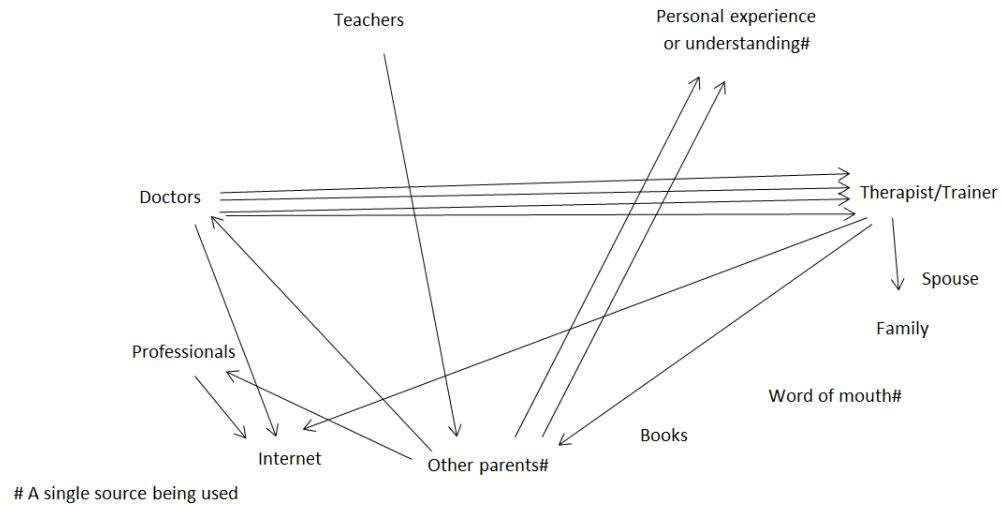 Teachers
Personal experience
or understanding#
Doctors
Therapist/Trainer
Spouse
Family
Professionals
Word of mouth#
Books
Internet
Other parents#
# A single source being used